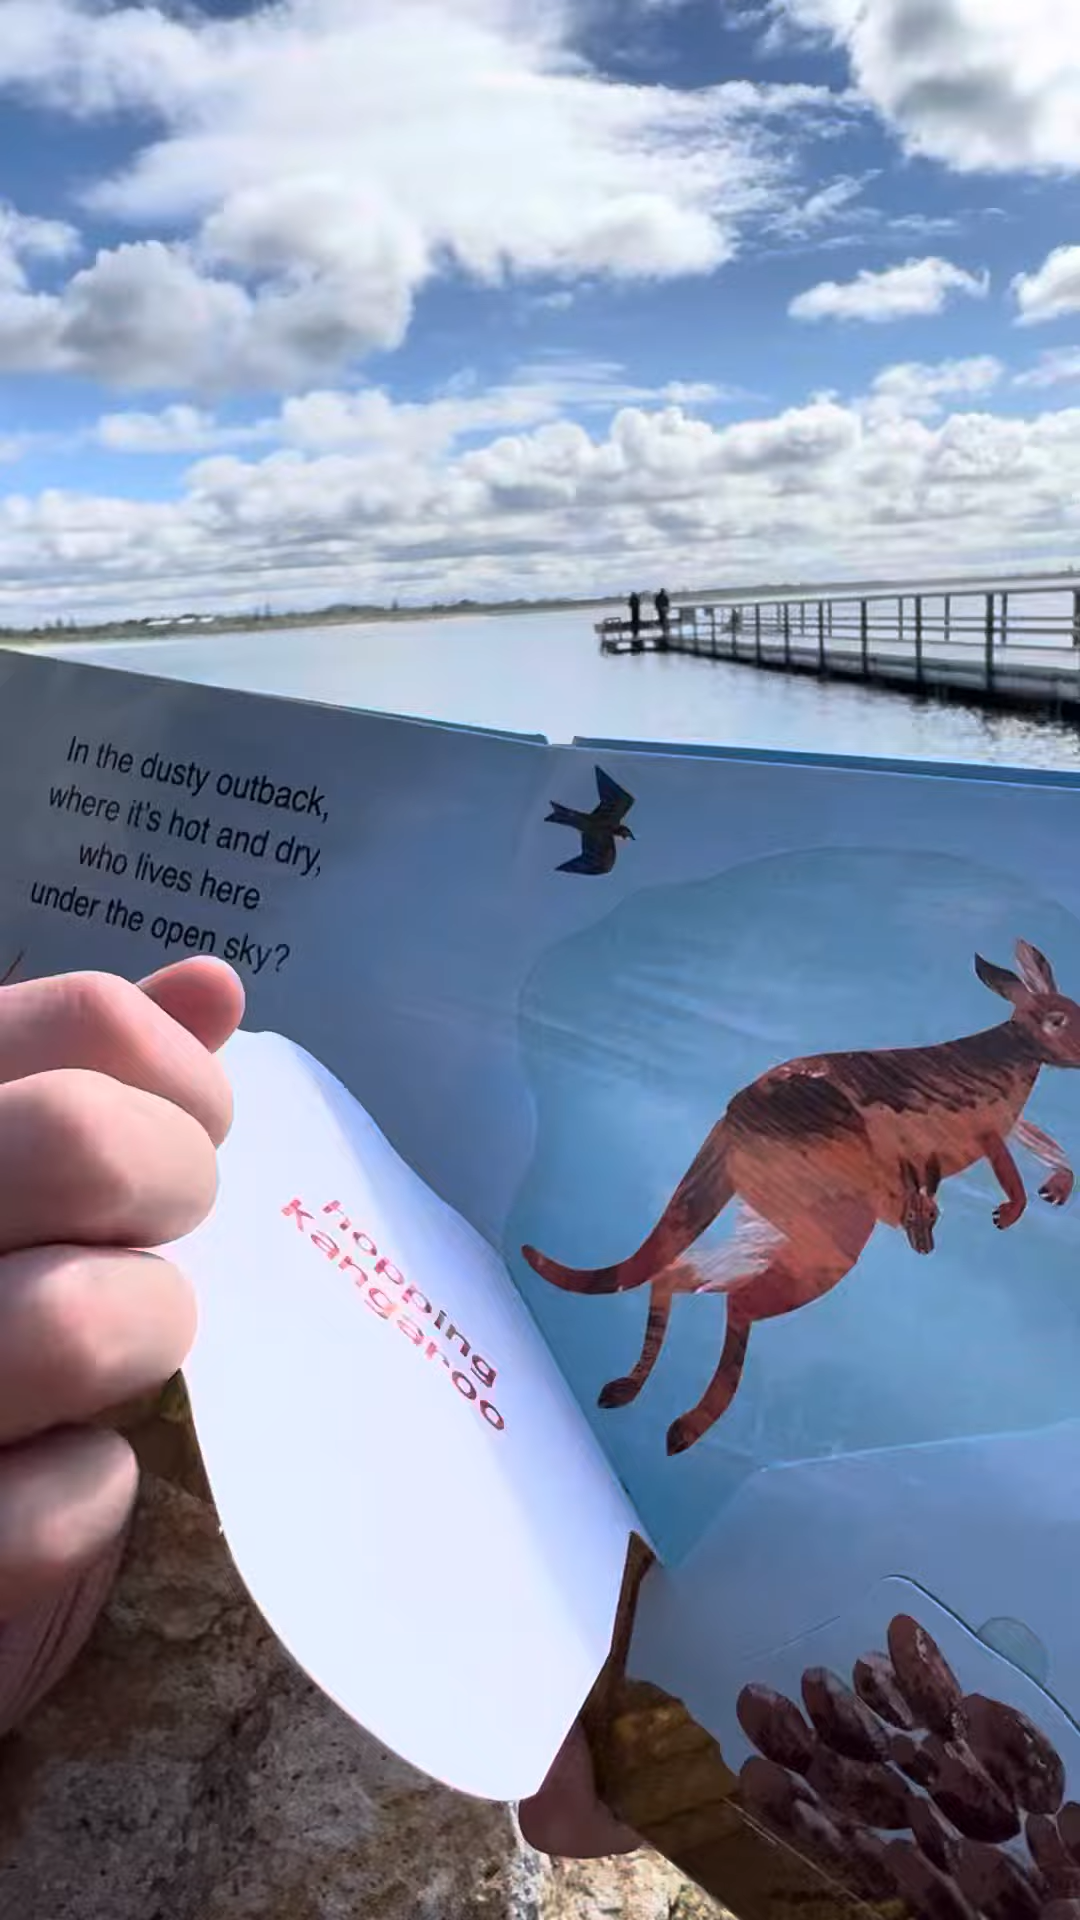 In the dusty outback,
where it's hot and dry,
who lives here
under the open sky?
hopping
kangaroo